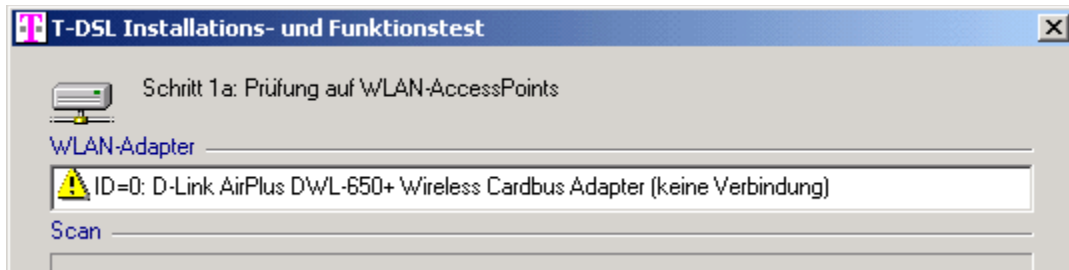 T-DSL Installations- und Funktionstest
Schritt 1a: Prüfung auf WLAN-AccessPoints
WLAN-Adapter
ID=0: D-Link AirPlus DWL-650+ Wireless Cardbus Adapter (keine Verbindung)
Scan